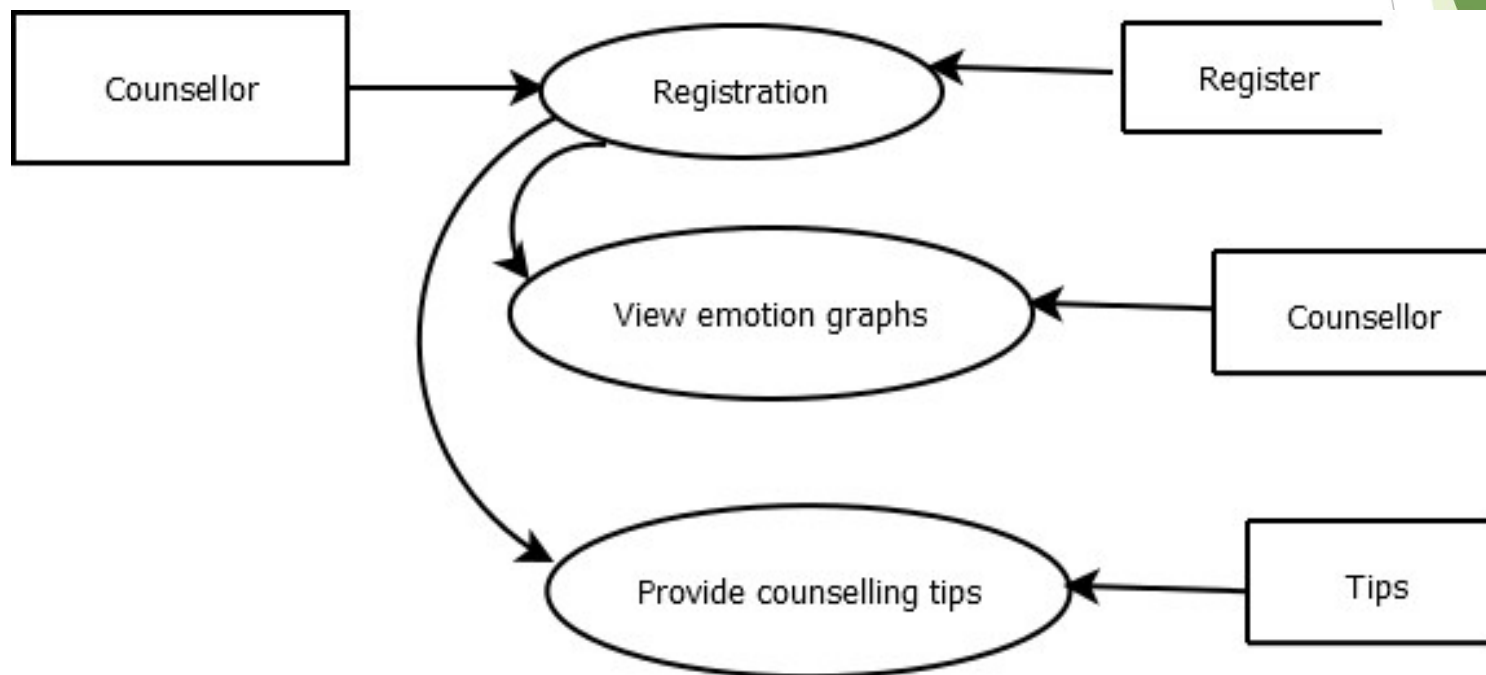 Counsellor
Registration
Register
View emotion graphs
Counsellor
Provide counselling tips
Tips